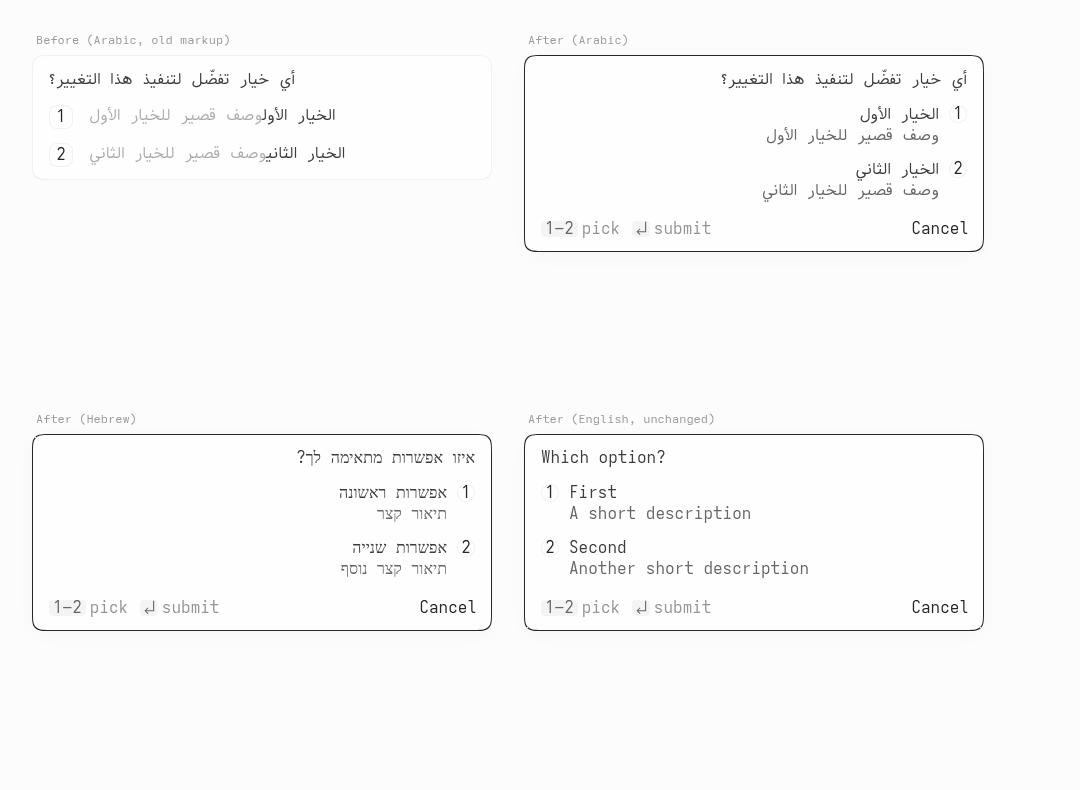 Before (Arabic, old markup)
أي خيار تفضّل لتنفيذ هذا التغيير؟
1 الخيار الأولوصف قصير للخيار الأول
2 الخيار الثانيوصف قصير للخيار الثاني
After (Arabic)
أي خيار تفضّل لتنفيذ هذا التغيير؟
1 الخيار الأول
وصف قصير للخيار الأول
2 الخيار الثاني
وصف قصير للخيار الثاني
1–2 pick ↵ submit Cancel
After (Hebrew)
איזו אפשרות מתאימה לך?
1 אפשרות ראשונה
תיאור קצר
2 אפשרות שנייה
תיאור קצר נוסף
1–2 pick ↵ submit Cancel
After (English, unchanged)
Which option?
1 First
A short description
2 Second
Another short description
1–2 pick ↵ submit Cancel